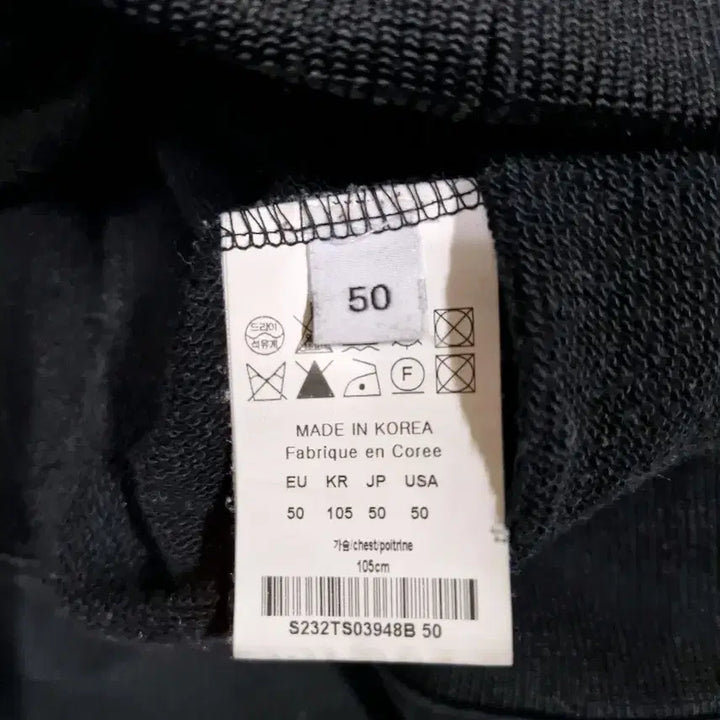 50
드라이
석유계
F
MADE IN KOREA
Fabrique en Coree
EU KR JP USA
50 105 50 50
가슴/chest/poitrine
105cm
S232TS03948B 50